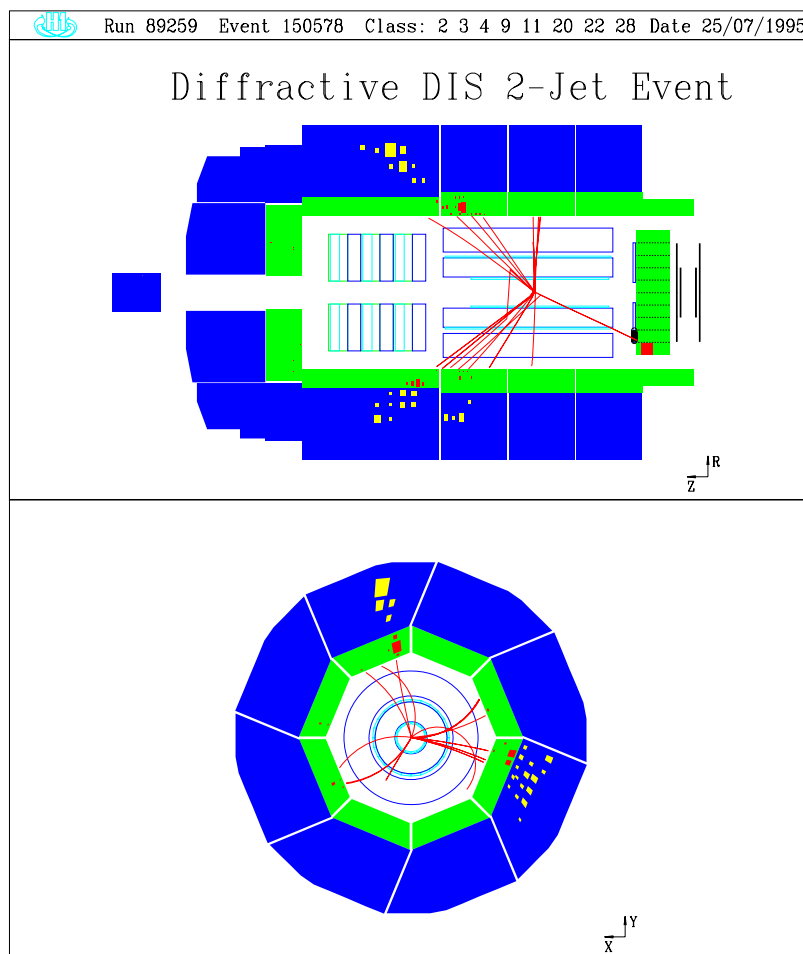 H1 Run 89259 Event 150578 Class: 2 3 4 9 11 20 22 28 Date 25/07/1995
Diffractive DIS 2-Jet Event
R
Z
Y
X